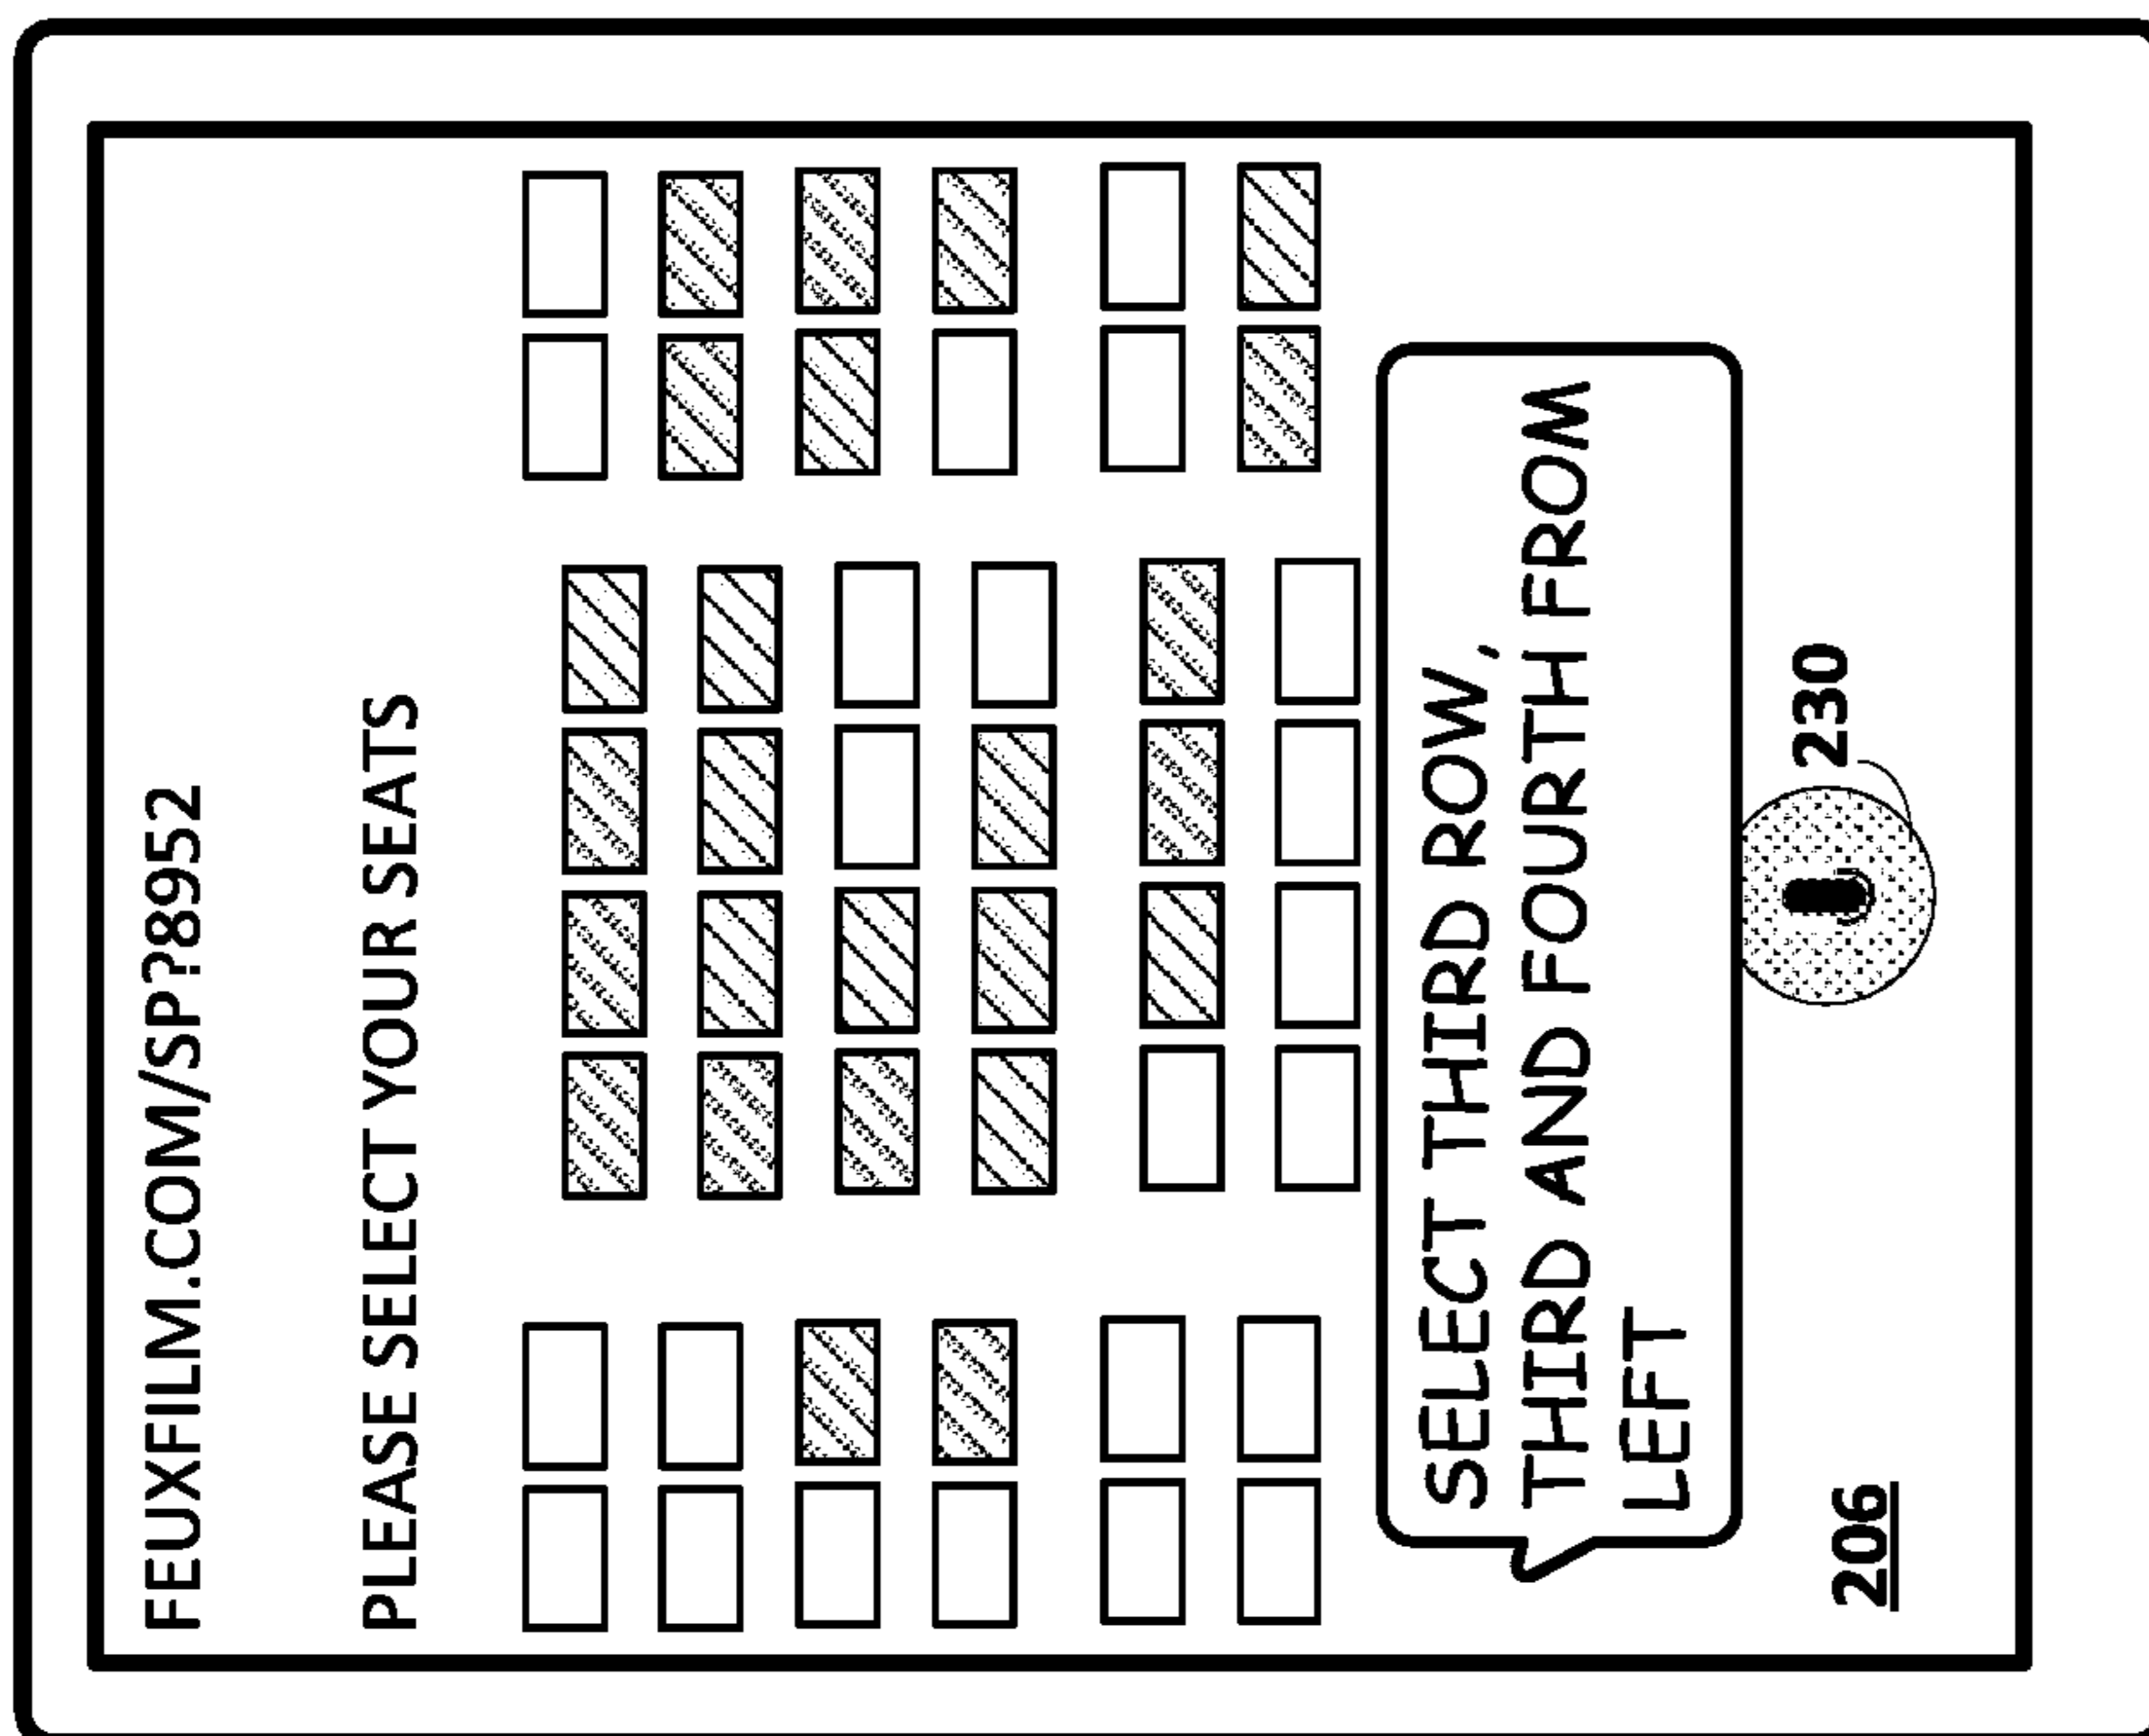 FEUXFILM.COM/SP?8952
PLEASE SELECT YOUR SEATS
SELECT THIRD ROW,
THIRD AND FOURTH FROM
LEFT
230
206